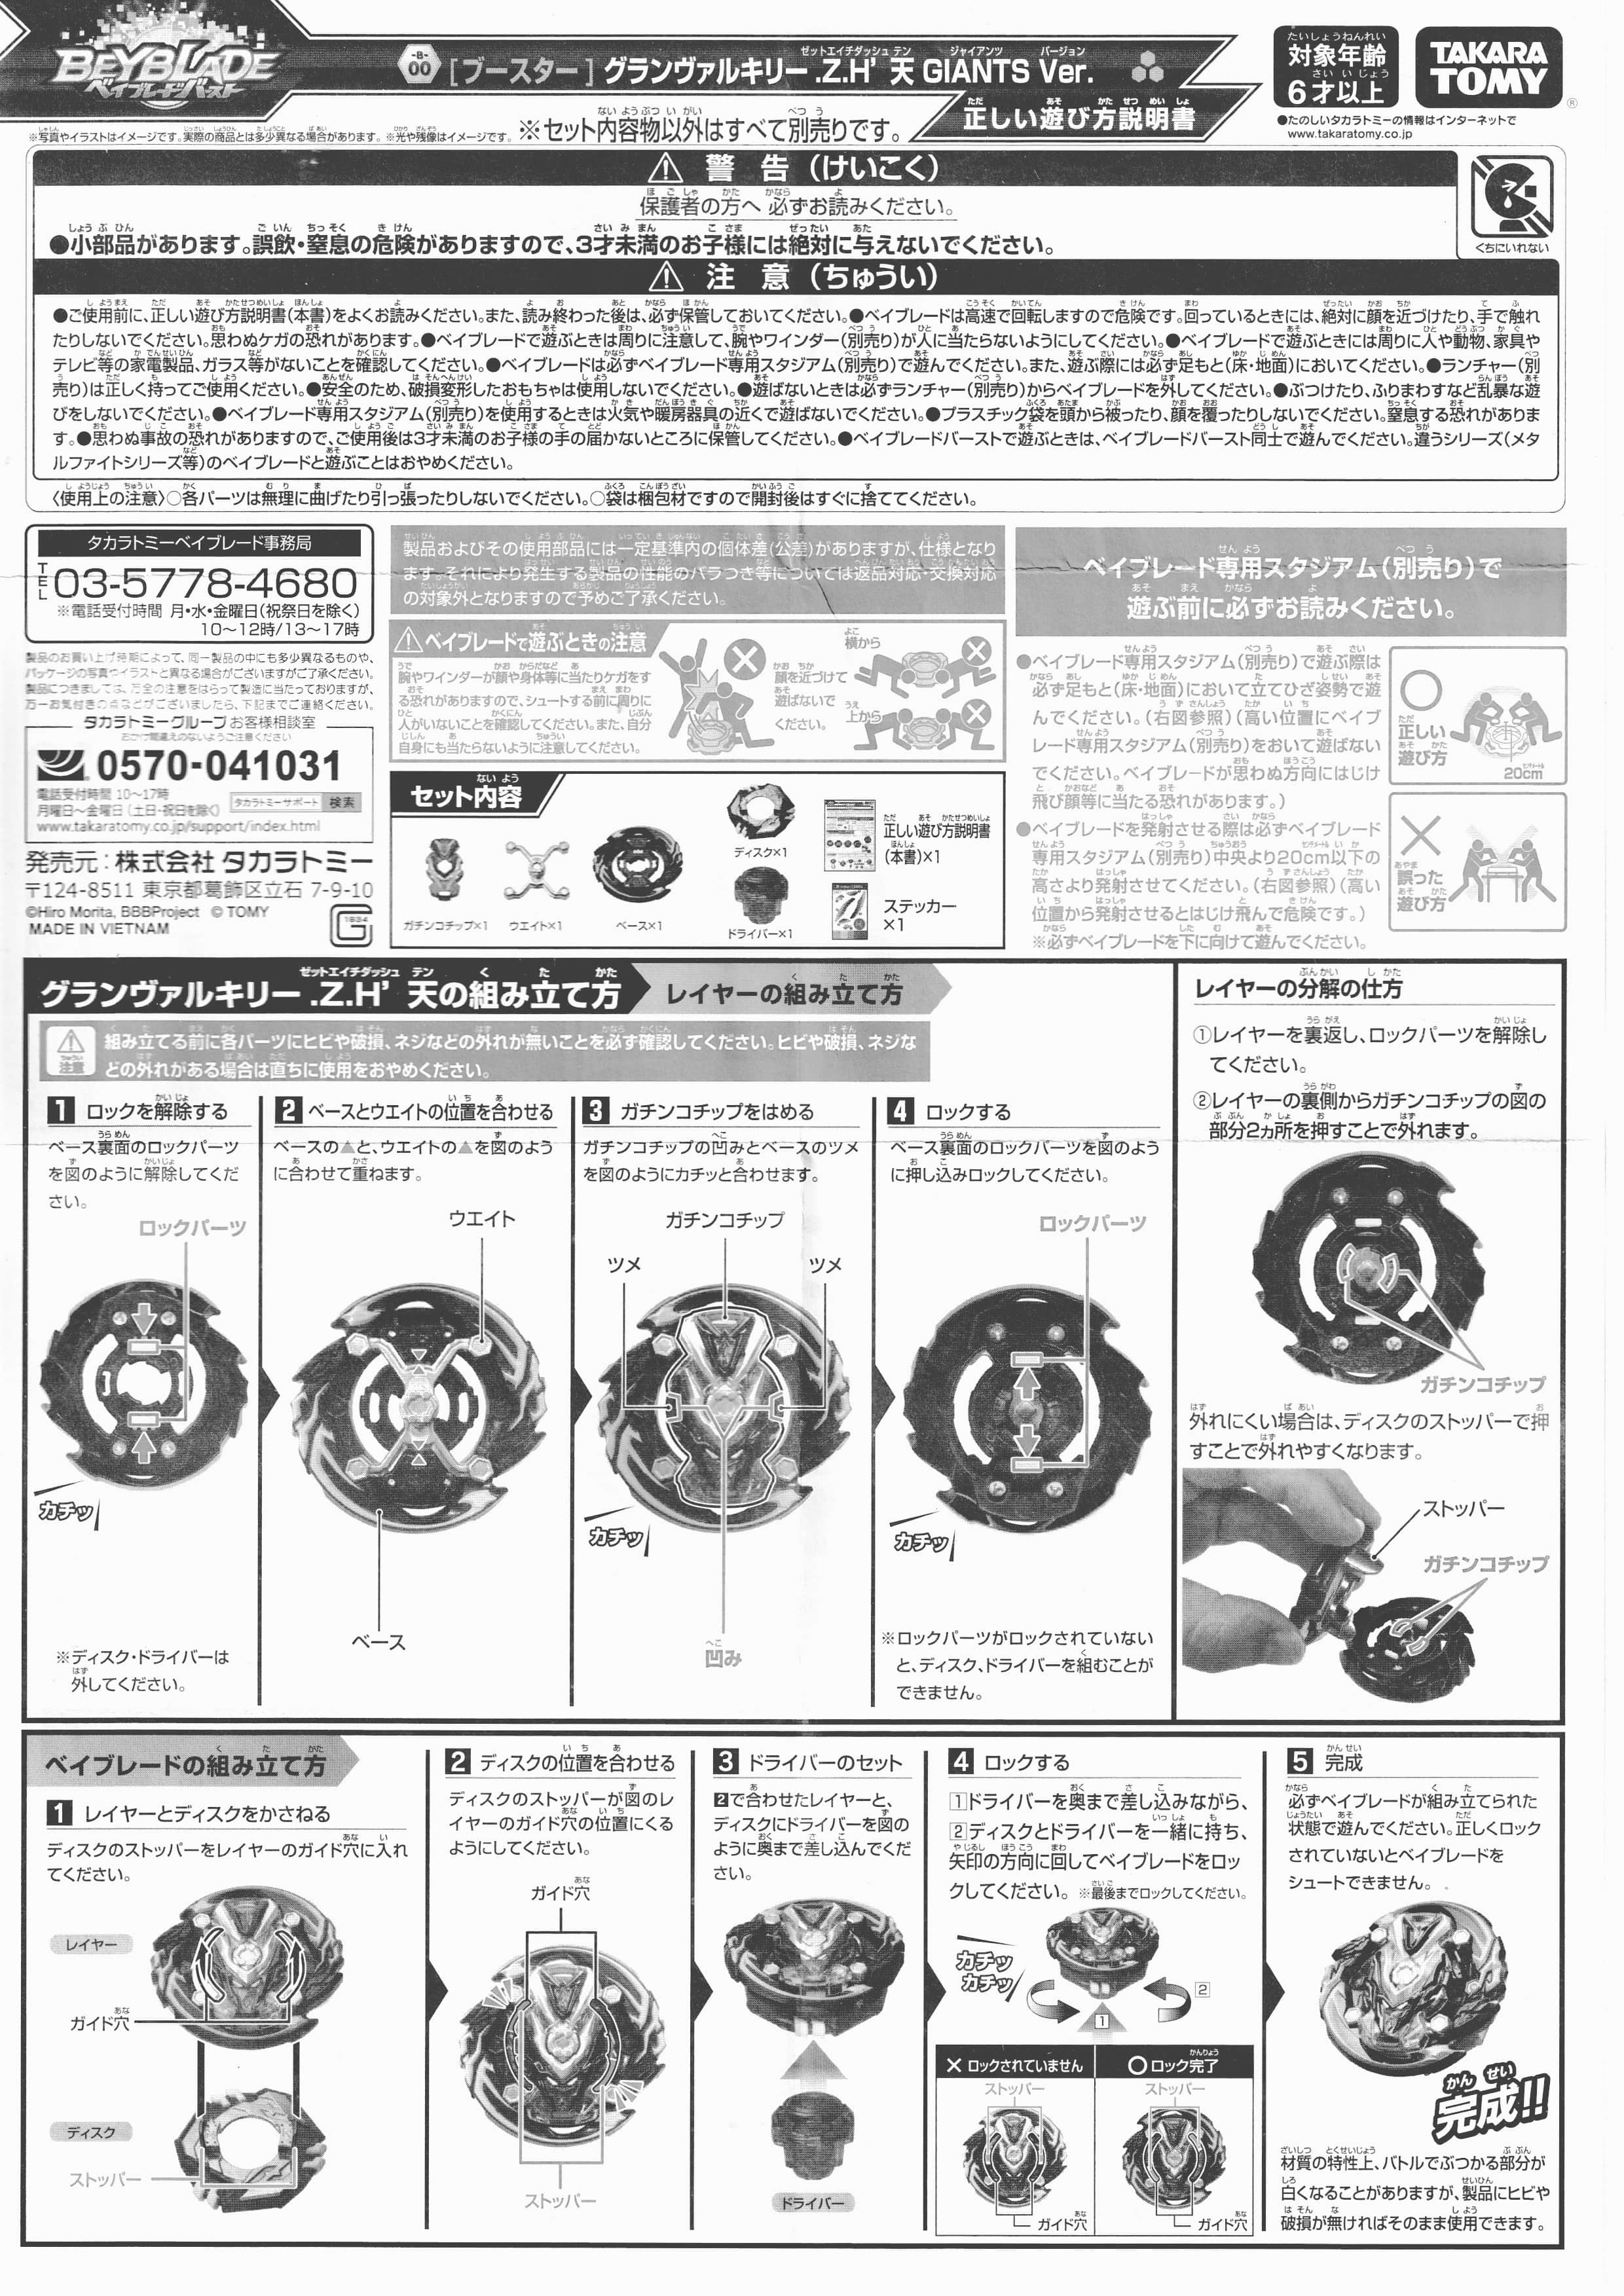 BEYBLADE
ベイブレードバースト
-B-
00
[ブースター] グランヴァルキリー.Z.H' 天 GIANTS Ver.
正しい遊び方説明書
対象年齢
6才以上
TAKARA
TOMY
●たのしいタカラトミーの情報はインターネットで
www.takaratomy.co.jp
※写真やイラストはイメージです。実際の商品とは多少異なる場合があります。※光や残像はイメージです。
※セット内容物以外はすべて別売りです。
警 告(けいこく)
保護者の方へ 必ずお読みください。
●小部品があります。誤飲・窒息の危険がありますので、3才未満のお子様には絶対に与えないでください。
くちにいれない
注 意(ちゅうい)
●ご使用前に、正しい遊び方説明書(本書)をよくお読みください。また、読み終わった後は、必ず保管しておいてください。●ベイブレードは高速で回転しますので危険です。回っているときには、絶対に顔を近づけたり、手で触れ
たりしないでください。思わぬケガの恐れがあります。●ベイブレードで遊ぶときは周りに注意して、腕やワインダー(別売り)が人に当たらないようにしてください。●ベイブレードで遊ぶときには周りに人や動物、家具や
テレビ等の家電製品、ガラス等がないことを確認してください。●ベイブレードは必ずベイブレード専用スタジアム(別売り)で遊んでください。また、遊ぶ際には必ず足もと(床・地面)においてください。●ランチャー(別
売り)は正しく持ってご使用ください。●安全のため、破損変形したおもちゃは使用しないでください。●遊ばないときは必ずランチャー(別売り)からベイブレードを外してください。●ぶつけたり、ふりまわすなど乱暴な遊
びをしないでください。●ベイブレード専用スタジアム(別売り)を使用するときは火気や暖房器具の近くで遊ばないでください。●プラスチック袋を頭から被ったり、顔を覆ったりしないでください。窒息する恐れがありま
す。●思わぬ事故の恐れがありますので、ご使用後は3才未満のお子様の手の届かないところに保管してください。●ベイブレードバーストで遊ぶときは、ベイブレードバースト同士で遊んでください。違うシリーズ(メタ
ルファイトシリーズ等)のベイブレードと遊ぶことはおやめください。
〈使用上の注意〉○各パーツは無理に曲げたり引っ張ったりしないでください。○袋は梱包材ですので開封後はすぐに捨ててください。
タカラトミーベイブレード事務局
TEL 03-5778-4680
※電話受付時間 月・水・金曜日(祝祭日を除く)
10〜12時/13〜17時
製品のお買い上げ時期によって、同一製品の中にも多少異なるものや、
パッケージの写真やイラストと異なる場合がございますがご了承ください。
製品につきましては、万全の注意をはらって製造に当たっておりますが、
万一お気付きの点などございましたら、下記までご連絡ください。
タカラトミーグループお客様相談室
おかけ間違えのないようご注意ください
0570-041031
電話受付時間 10〜17時
月曜日〜金曜日(土日・祝日を除く)
タカラトミーサポート 検索
www.takaratomy.co.jp/support/index.html
発売元:株式会社 タカラトミー
〒124-8511 東京都葛飾区立石 7-9-10
©Hiro Morita, BBBProject © TOMY
MADE IN VIETNAM
1824
製品およびその使用部品には一定基準内の個体差(公差)がありますが、仕様となり
ます。それにより発生する製品の性能のバラつき等については返品対応・交換対応
の対象外となりますので予めご了承ください。
ベイブレードで遊ぶときの注意
腕やワインダーが顔や身体等に当たりケガをす
る恐れがありますので、シュートする前に周りに
人がいないことを確認してください。また、自分
自身にも当たらないように注意してください。
顔を近づけて
遊ばないで
ください。
横から
上から
セット内容
ガチンコチップ×1
ウエイト×1
ベース×1
ディスク×1
ドライバー×1
正しい遊び方説明書
(本書)×1
ステッカー
×1
ベイブレード専用スタジアム(別売り)で
遊ぶ前に必ずお読みください。
●ベイブレード専用スタジアム(別売り)で遊ぶ際は
必ず足もと(床・地面)において立てひざ姿勢で遊
んでください。(右図参照)(高い位置にベイブ
レード専用スタジアム(別売り)をおいて遊ばない
でください。ベイブレードが思わぬ方向にはじけ
飛び顔等に当たる恐れがあります。)
●ベイブレードを発射させる際は必ずベイブレード
専用スタジアム(別売り)中央より20cm以下の
高さより発射させてください。(右図参照)(高い
位置から発射させるとはじけ飛んで危険です。)
※必ずベイブレードを下に向けて遊んでください。
正しい
遊び方
20cm
誤った
遊び方
グランヴァルキリー.Z.H' 天の組み立て方
レイヤーの組み立て方
注意
組み立てる前に各パーツにヒビや破損、ネジなどの外れが無いことを必ず確認してください。ヒビや破損、ネジな
どの外れがある場合は直ちに使用をおやめください。
1 ロックを解除する
ベース裏面のロックパーツ
を図のように解除してくだ
さい。
ロックパーツ
カチッ
※ディスク・ドライバーは
外してください。
2 ベースとウエイトの位置を合わせる
ベースの▲と、ウエイトの▲を図のよう
に合わせて重ねます。
ウエイト
ベース
3 ガチンコチップをはめる
ガチンコチップの凹みとベースのツメ
を図のようにカチッと合わせます。
ガチンコチップ
ツメ
ツメ
カチッ
凹み
4 ロックする
ベース裏面のロックパーツを図のよう
に押し込みロックしてください。
ロックパーツ
カチッ
※ロックパーツがロックされていない
と、ディスク、ドライバーを組むことが
できません。
レイヤーの分解の仕方
①レイヤーを裏返し、ロックパーツを解除し
てください。
②レイヤーの裏側からガチンコチップの図の
部分2ヵ所を押すことで外れます。
ガチンコチップ
外れにくい場合は、ディスクのストッパーで押
すことで外れやすくなります。
ストッパー
ガチンコチップ
ベイブレードの組み立て方
1 レイヤーとディスクをかさねる
ディスクのストッパーをレイヤーのガイド穴に入れ
てください。
レイヤー
ガイド穴
ディスク
ストッパー
2 ディスクの位置を合わせる
ディスクのストッパーが図のレ
イヤーのガイド穴の位置にくる
ようにしてください。
ガイド穴
ストッパー
3 ドライバーのセット
2で合わせたレイヤーと、
ディスクにドライバーを図の
ように奥まで差し込んでくだ
さい。
ドライバー
4 ロックする
1ドライバーを奥まで差し込みながら、
2ディスクとドライバーを一緒に持ち、
矢印の方向に回してベイブレードをロッ
クしてください。※最後までロックしてください。
カチッ
カチッ
1
2
×ロックされていません
○ロック完了
ストッパー
ストッパー
ガイド穴
ガイド穴
5 完成
必ずベイブレードが組み立てられた
状態で遊んでください。正しくロック
されていないとベイブレードを
シュートできません。
完成!!
材質の特性上、バトルでぶつかる部分が
白くなることがありますが、製品にヒビや
破損が無ければそのまま使用できます。